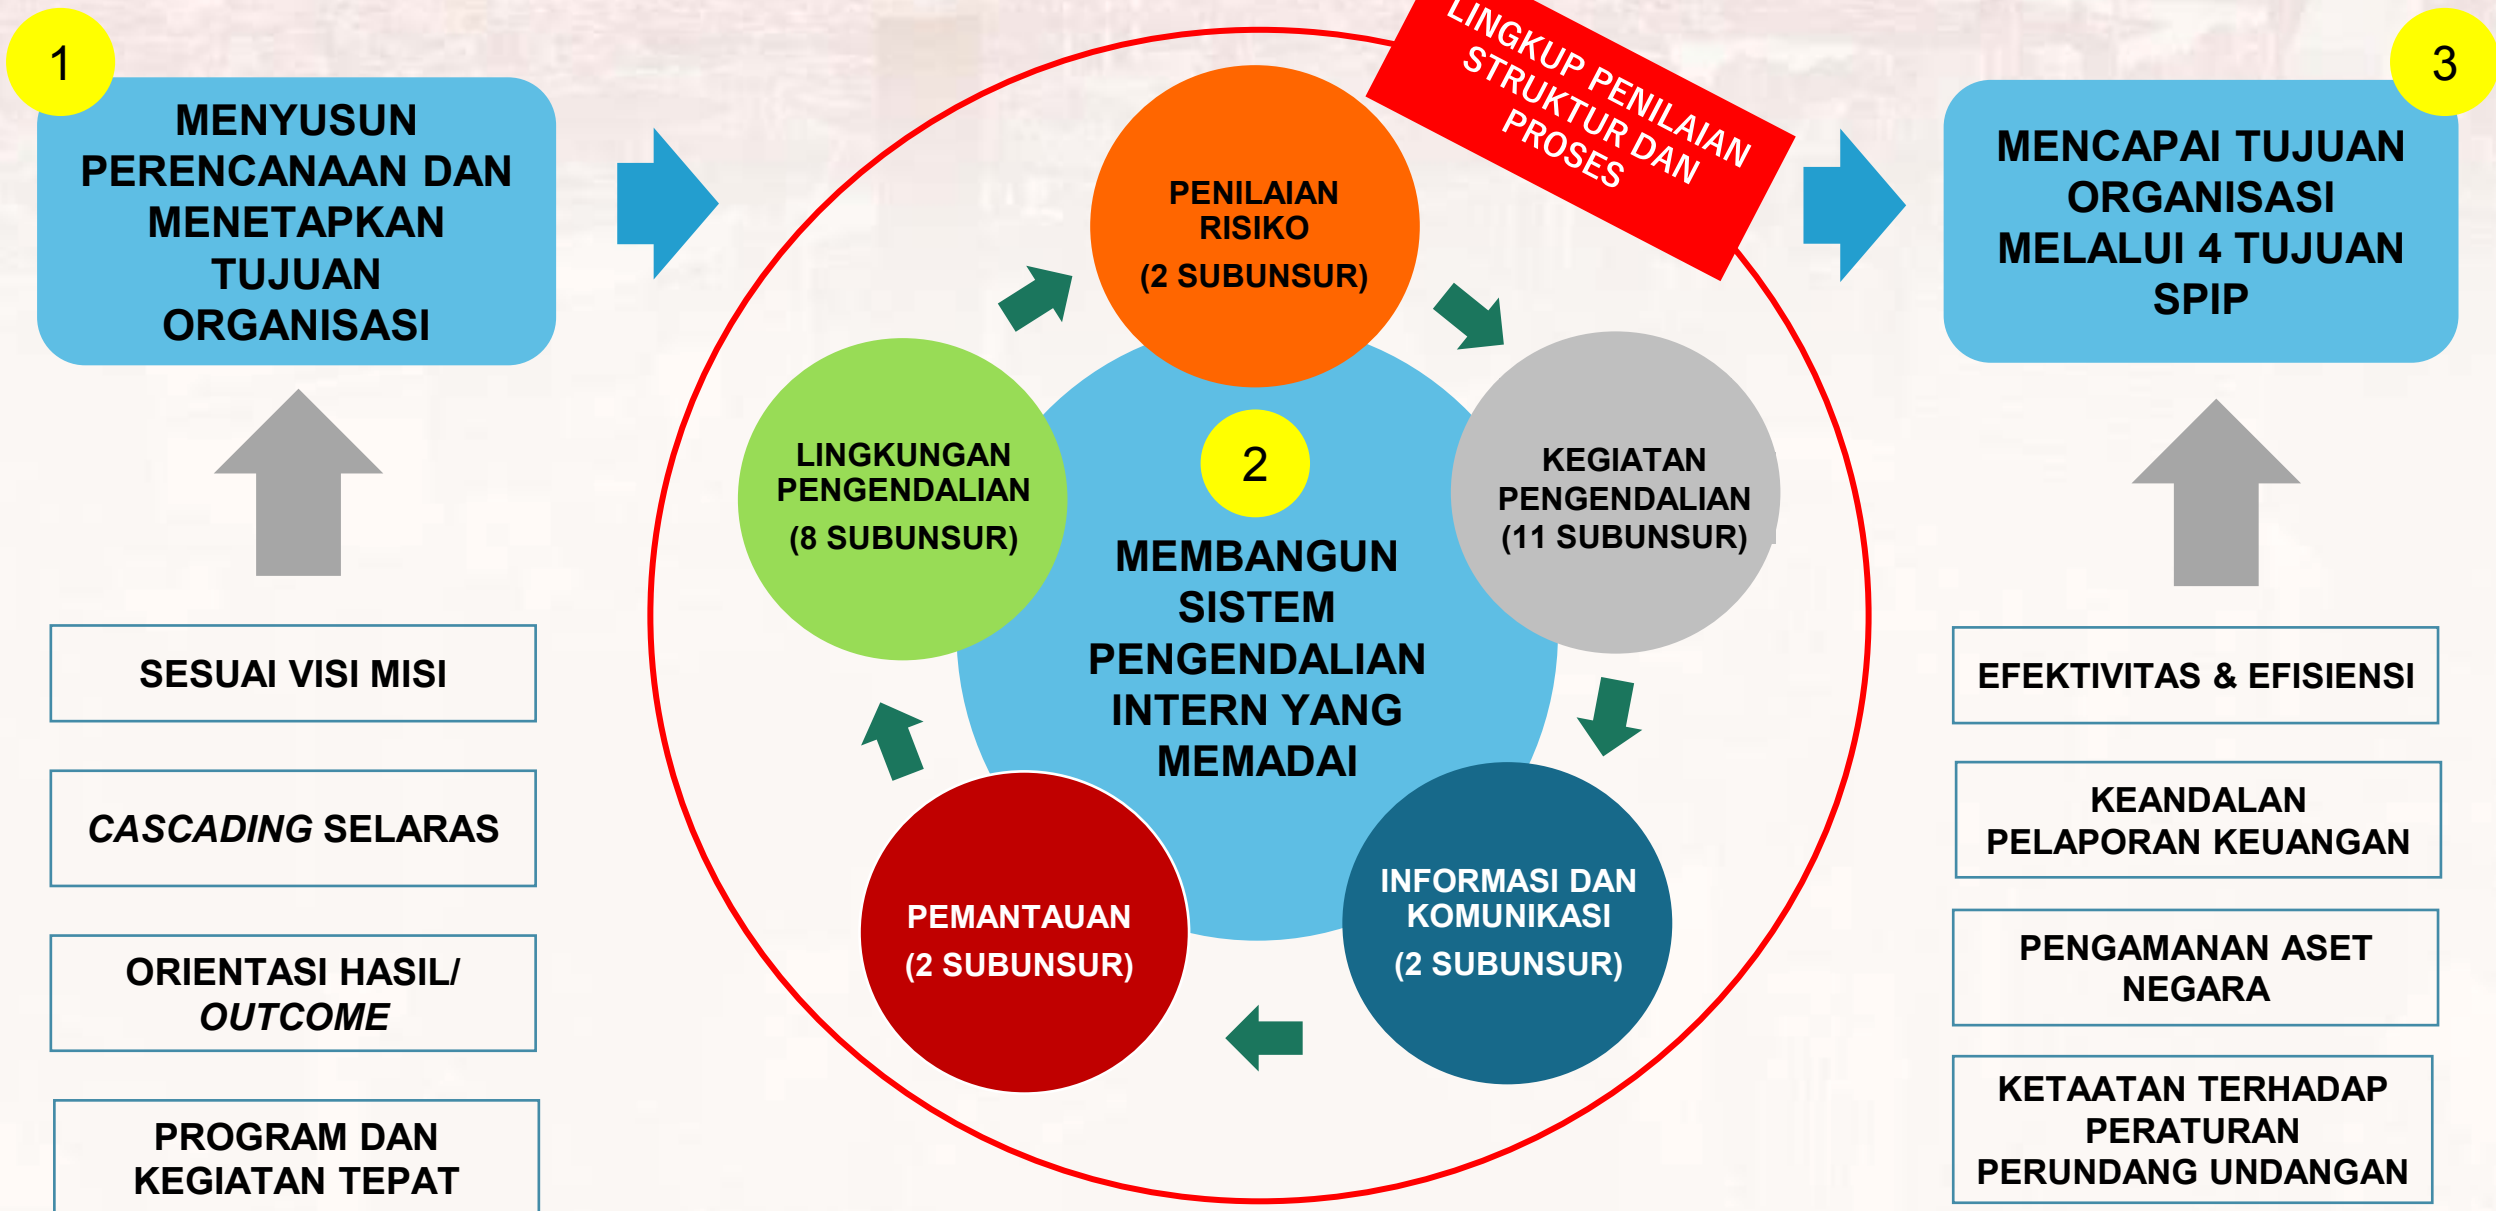 1
MENYUSUN
PERENCANAAN DAN
MENETAPKAN
TUJUAN
ORGANISASI
SESUAI VISI MISI
CASCADING SELARAS
ORIENTASI HASIL/
OUTCOME
PROGRAM DAN
KEGIATAN TEPAT
LINGKUP PENILAIAN
STRUKTUR DAN
PROSES
PENILAIAN
RISIKO
(2 SUBUNSUR)
LINGKUNGAN
PENGENDALIAN
(8 SUBUNSUR)
2
MEMBANGUN
SISTEM
PENGENDALIAN
INTERN YANG
MEMADAI
KEGIATAN
PENGENDALIAN
(11 SUBUNSUR)
INFORMASI DAN
KOMUNIKASI
(2 SUBUNSUR)
PEMANTAUAN
(2 SUBUNSUR)
3
MENCAPAI TUJUAN
ORGANISASI
MELALUI 4 TUJUAN
SPIP
EFEKTIVITAS & EFISIENSI
KEANDALAN
PELAPORAN KEUANGAN
PENGAMANAN ASET
NEGARA
KETAATAN TERHADAP
PERATURAN
PERUNDANG UNDANGAN